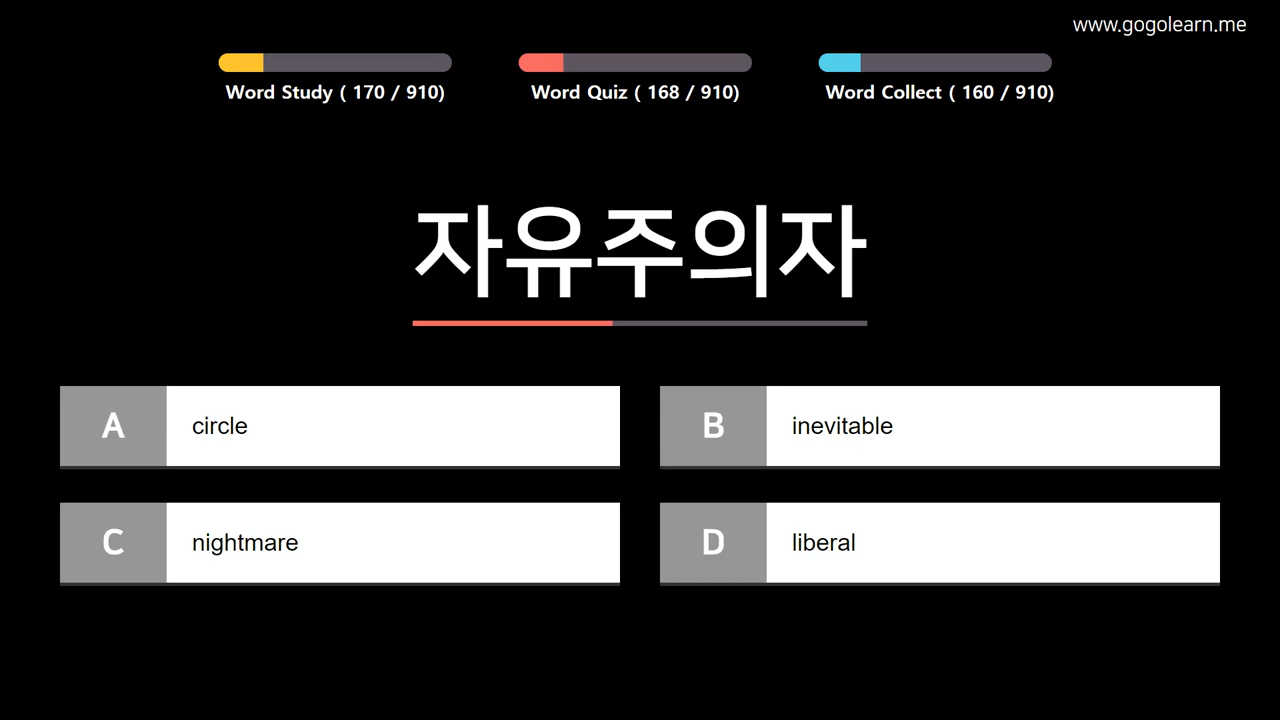 www.gogolearn.me
Word Study ( 170 / 910)
Word Quiz ( 168 / 910)
Word Collect ( 160 / 910)
자유주의자
A circle
B inevitable
C nightmare
D liberal